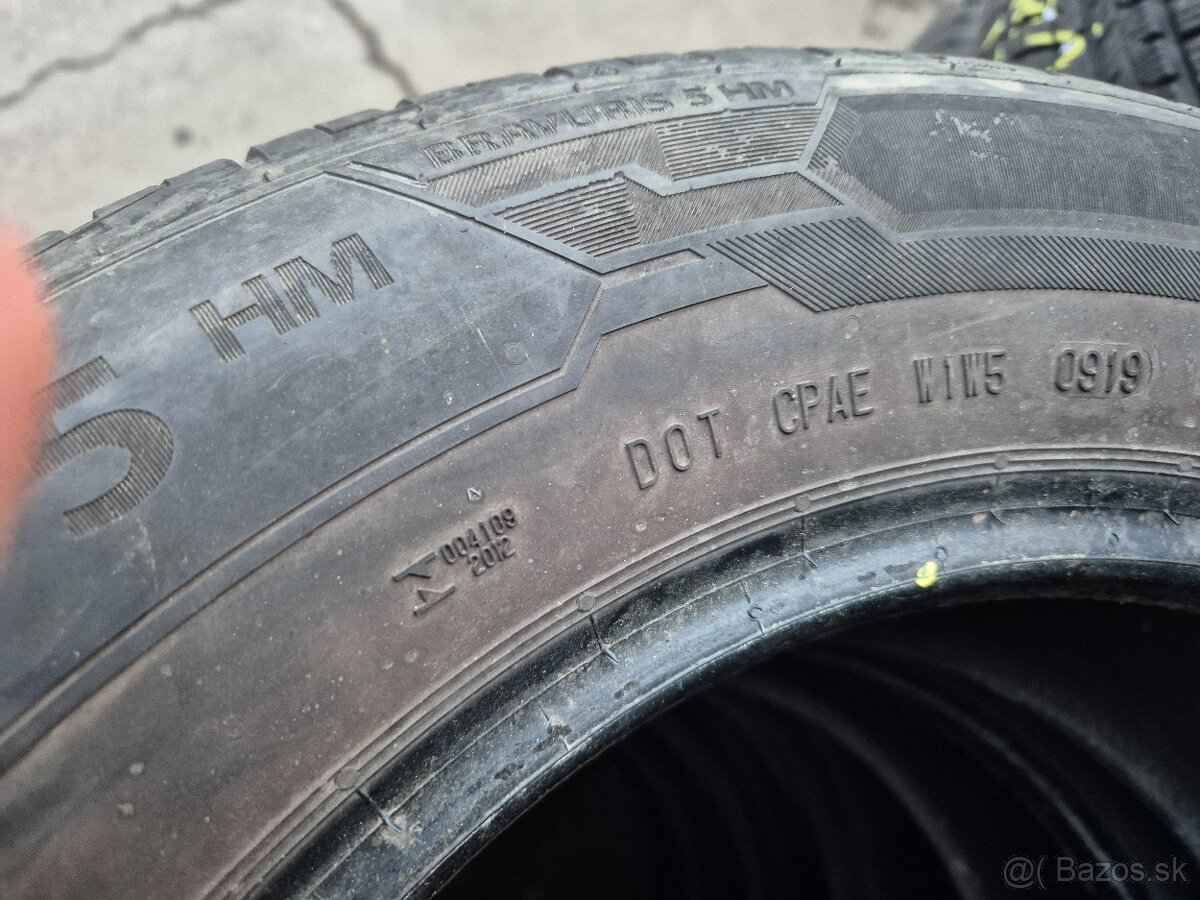 BRAVURIS 5 HM
5 HM
DOT CPAE W1W5 0919
004109
2012
@( Bazos.sk